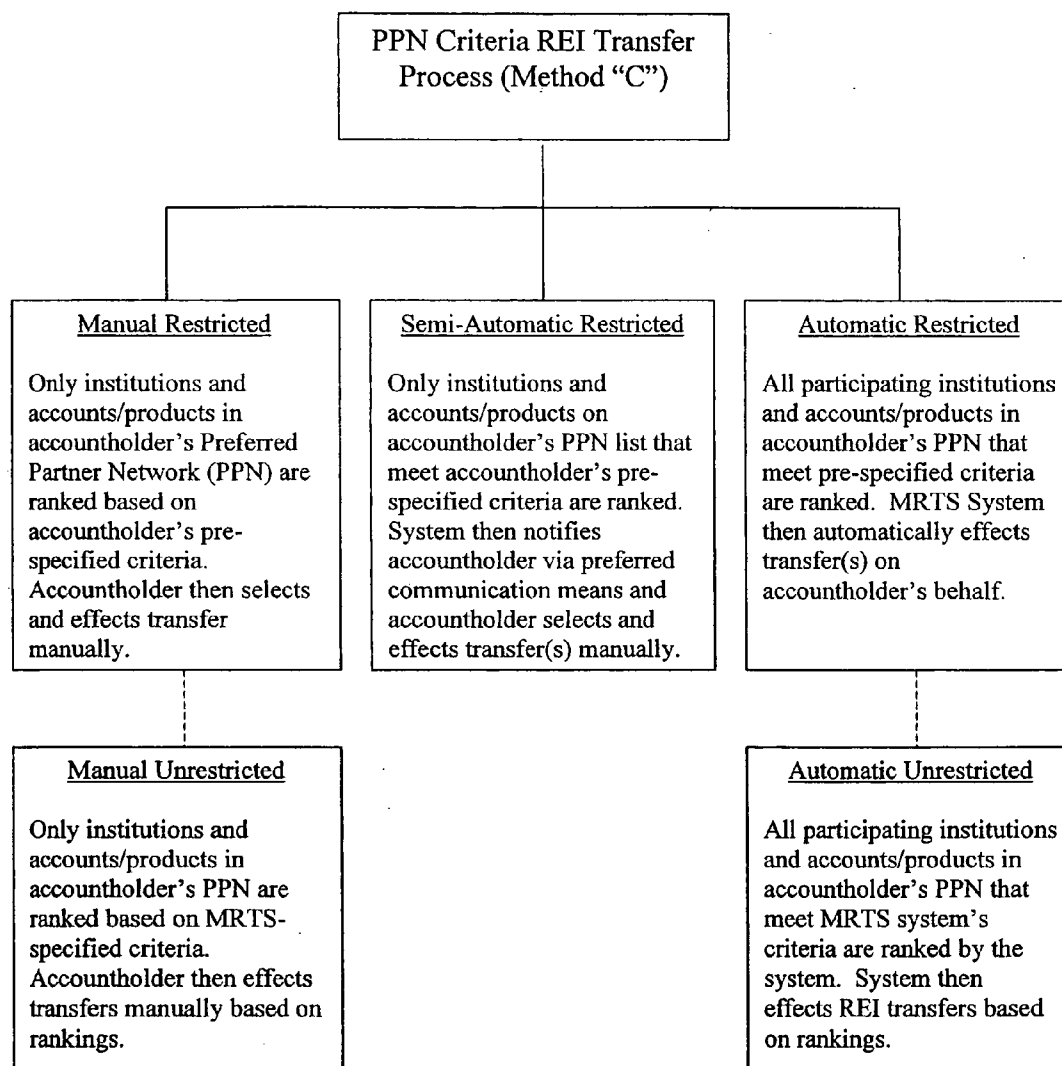 PPN Criteria REI Transfer
Process (Method “C”)
Manual Restricted
Only institutions and
accounts/products in
accountholder’s Preferred
Partner Network (PPN) are
ranked based on
accountholder’s pre-
specified criteria.
Accountholder then selects
and effects transfer
manually.
Semi-Automatic Restricted
Only institutions and
accounts/products on
accountholder’s PPN list that
meet accountholder’s pre-
specified criteria are ranked.
System then notifies
accountholder via preferred
communication means and
accountholder selects and
effects transfer(s) manually.
Automatic Restricted
All participating institutions
and accounts/products in
accountholder’s PPN that
meet pre-specified criteria
are ranked.  MRTS System
then automatically effects
transfer(s) on
accountholder’s behalf.
Manual Unrestricted
Only institutions and
accounts/products in
accountholder’s PPN are
ranked based on MRTS-
specified criteria.
Accountholder then effects
transfers manually based on
rankings.
Automatic Unrestricted
All participating institutions
and accounts/products in
accountholder’s PPN that
meet MRTS system’s
criteria are ranked by the
system.  System then
effects REI transfers based
on rankings.